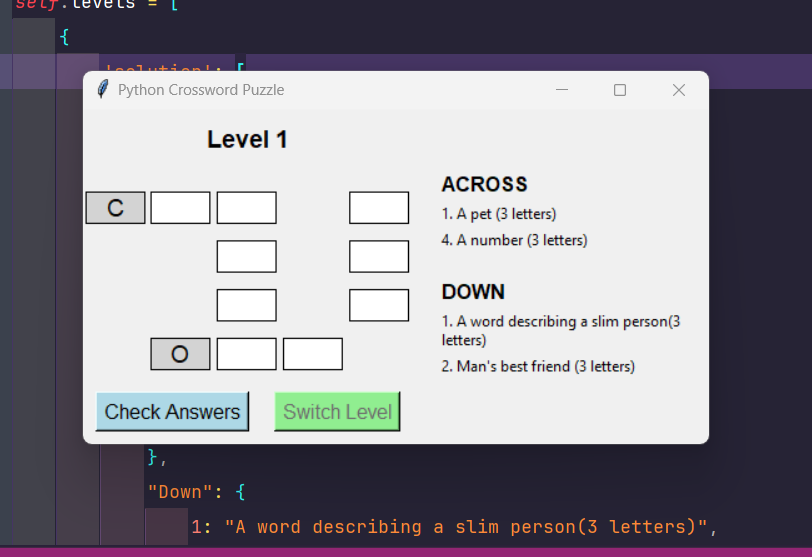 self.levels = [
{
'solution': [
Python Crossword Puzzle
Level 1
ACROSS
C
1. A pet (3 letters)
4. A number (3 letters)
DOWN
1. A word describing a slim person(3
letters)
O
2. Man's best friend (3 letters)
Check Answers
Switch Level
},
"Down": {
1: "A word describing a slim person(3 letters)",